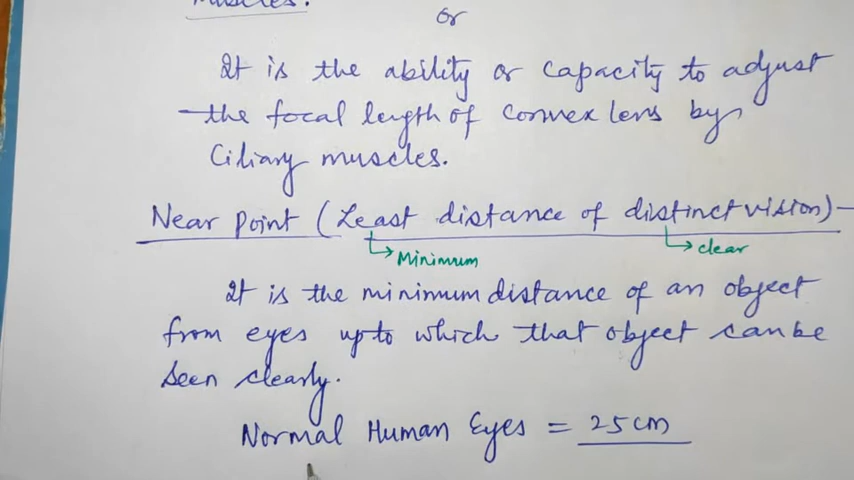 Muscles.
or
It is the ability or capacity to adjust
the focal length of convex lens by
Ciliary muscles.
Near Point (Least distance of distinct vision) -
Minimum
clear
It is the minimum distance of an object
from eyes upto which that object can be
seen clearly.
Normal Human Eyes = 25cm